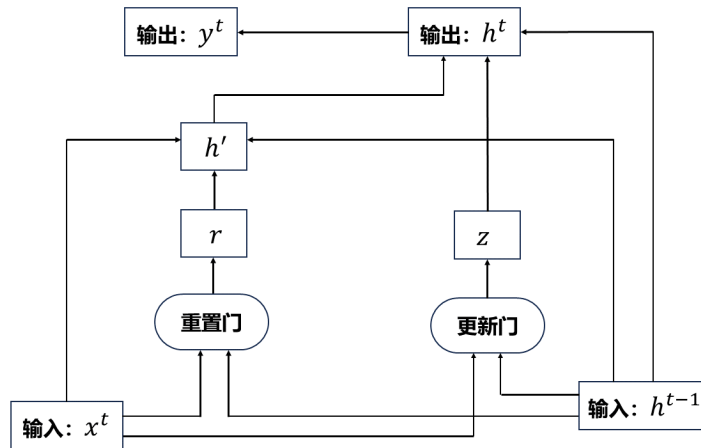 输出：y^t
输出：h^t
h′
r
z
重置门
更新门
输入：x^t
输入：h^{t−1}